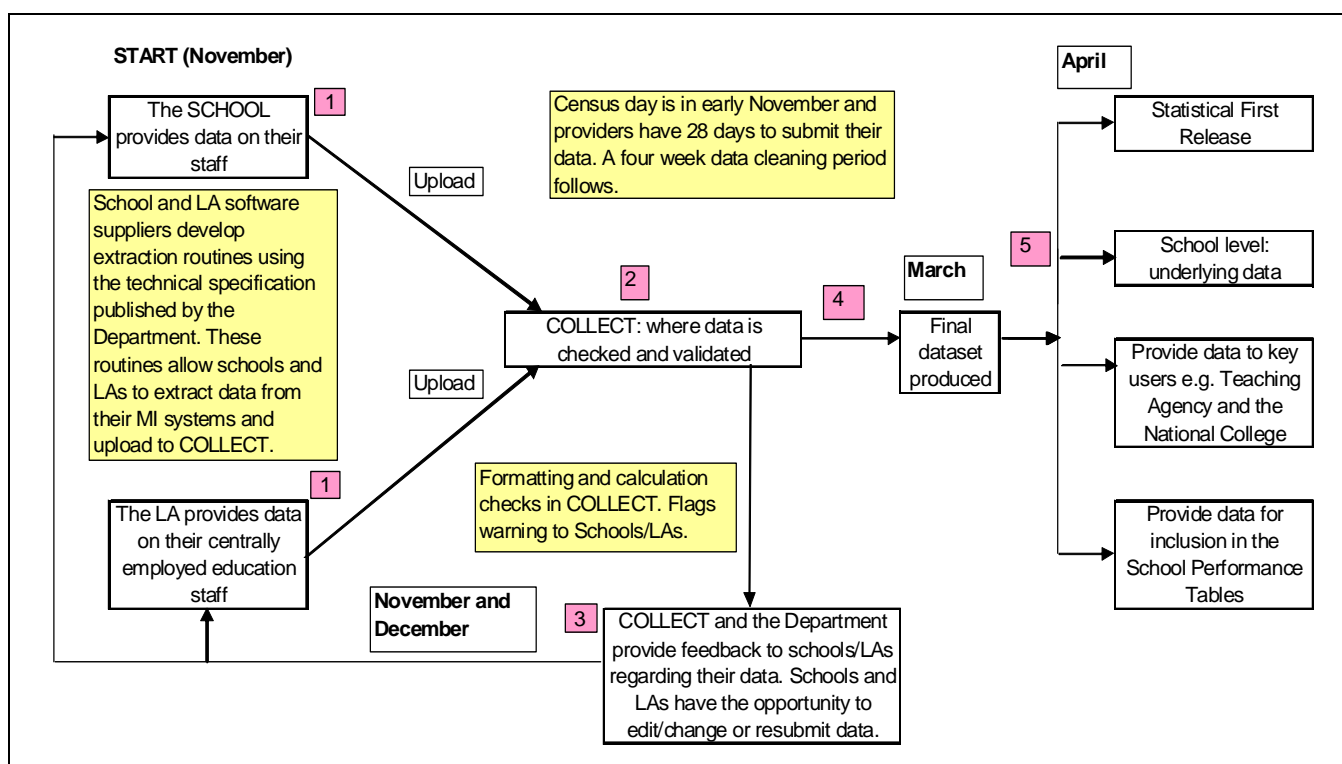 START (November)
1
The SCHOOL
provides data on their
staff
School and LA software
suppliers develop
extraction routines using
the technical specification
published by the
Department. These
routines allow schools and
LAs to extract data from
their MI systems and
upload to COLLECT.
1
The LA provides data
on their centrally
employed education
staff
Upload
Upload
Census day is in early November and
providers have 28 days to submit their
data. A four week data cleaning period
follows.
2
COLLECT: where data is
checked and validated
Formatting and calculation
checks in COLLECT. Flags
warning to Schools/LAs.
November and
December
3
COLLECT and the Department
provide feedback to schools/LAs
regarding their data. Schools and
LAs have the opportunity to
edit/change or resubmit data.
4
March
Final
dataset
produced
5
April
Statistical First
Release
School level:
underlying data
Provide data to key
users e.g. Teaching
Agency and the
National College
Provide data for
inclusion in the
School Performance
Tables